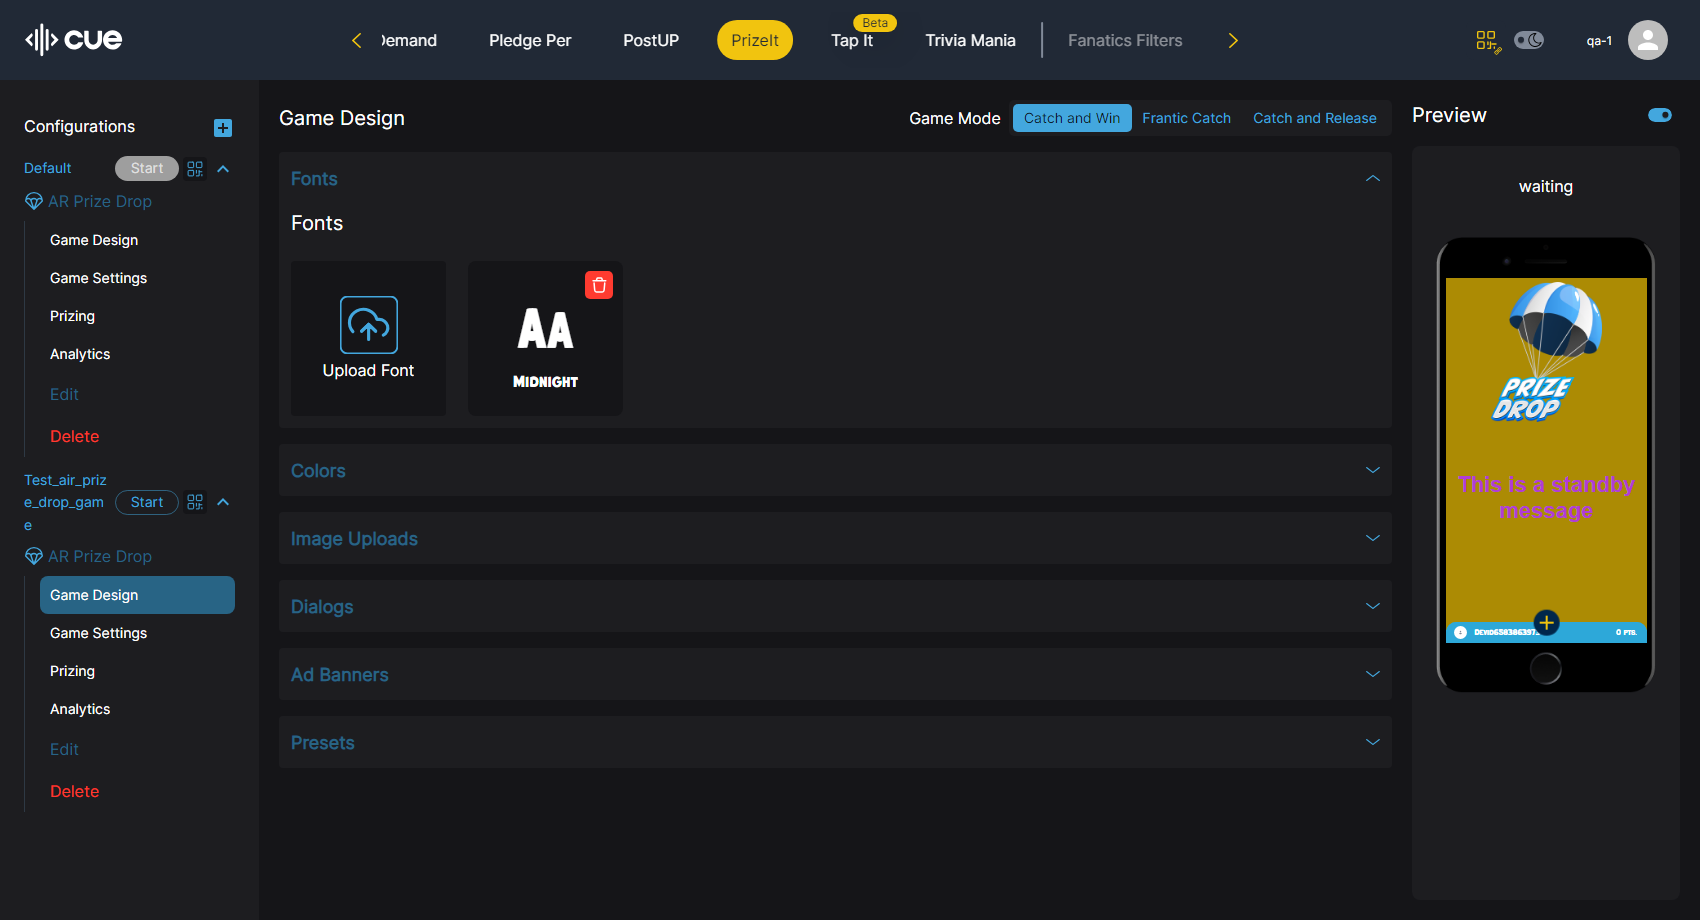 cue
Demand
Pledge Per
PostUP
PrizeIt
Beta
Tap It
Trivia Mania
Fanatics Filters
qa-1
Configurations
Default
Start
AR Prize Drop
Game Design
Game Settings
Prizing
Analytics
Edit
Delete
Test_air_priz
e_drop_gam
e
Start
AR Prize Drop
Game Design
Game Settings
Prizing
Analytics
Edit
Delete
Game Design
Game Mode
Catch and Win
Frantic Catch
Catch and Release
Fonts
Fonts
Upload Font
AA
MIDNIGHT
Colors
Image Uploads
Dialogs
Ad Banners
Presets
Preview
waiting
PRIZE
DROP
This is a standby
message
0 PTS.